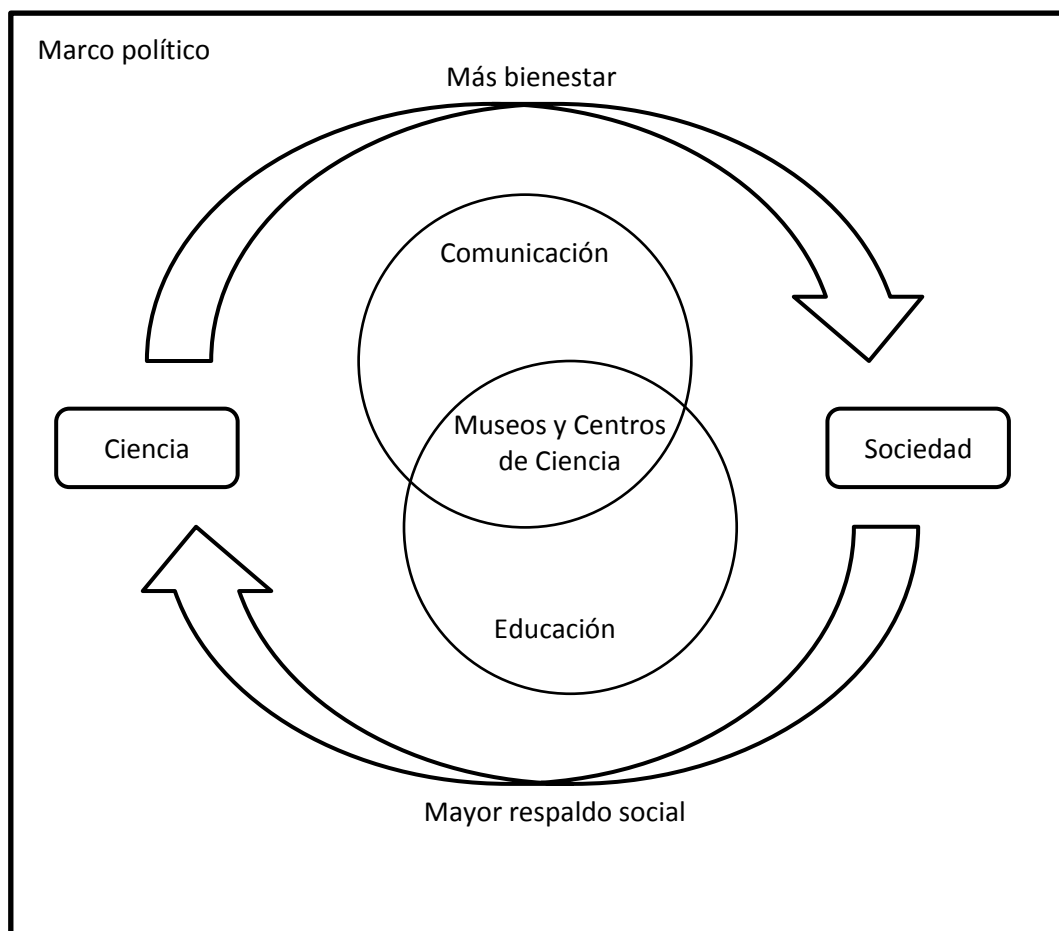 Marco político
Más bienestar
Comunicación
Museos y Centros
de Ciencia
Ciencia
Sociedad
Educación
Mayor respaldo social